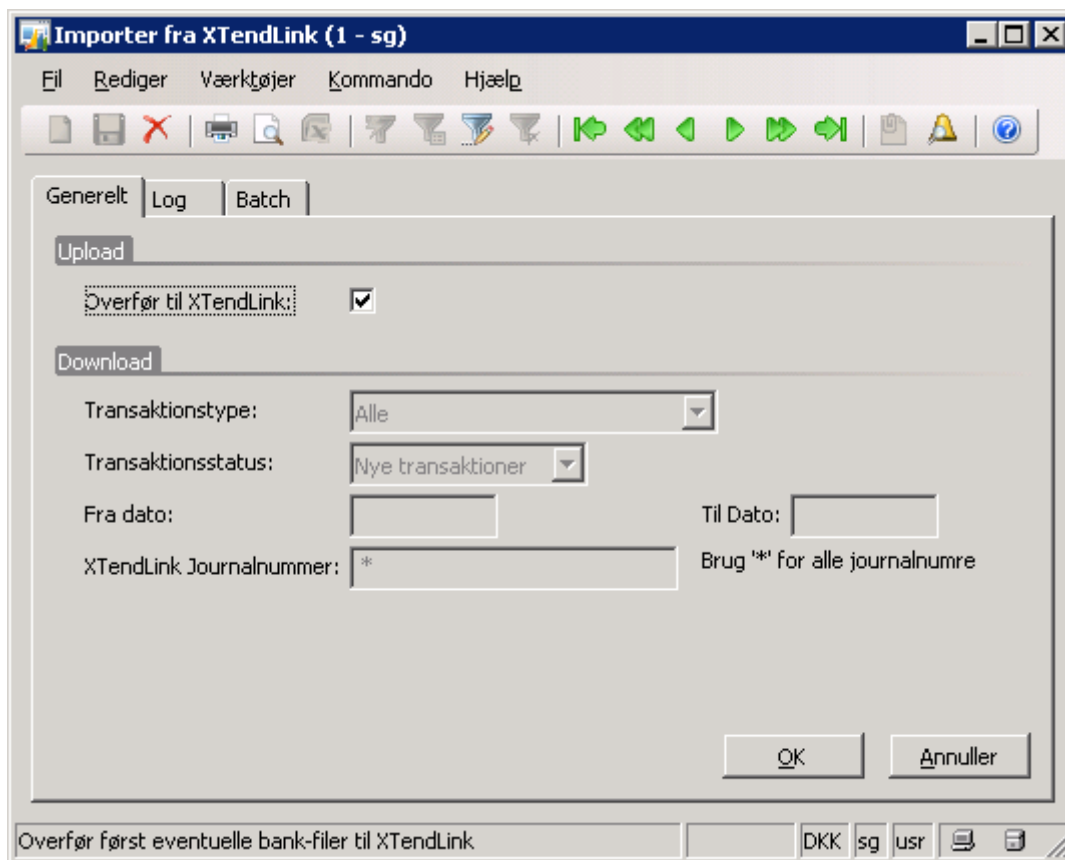 Importer fra XTendLink (1 - sg)
Fil Rediger Værktøjer Kommando Hjælp
Generelt Log Batch
Upload
Overfør til XTendLink:
Download
Transaktionstype: Alle
Transaktionsstatus: Nye transaktioner
Fra dato: Til Dato:
XTendLink Journalnummer: * Brug '*' for alle journalnumre
OK Annuller
Overfør først eventuelle bank-filer til XTendLink DKK sg usr